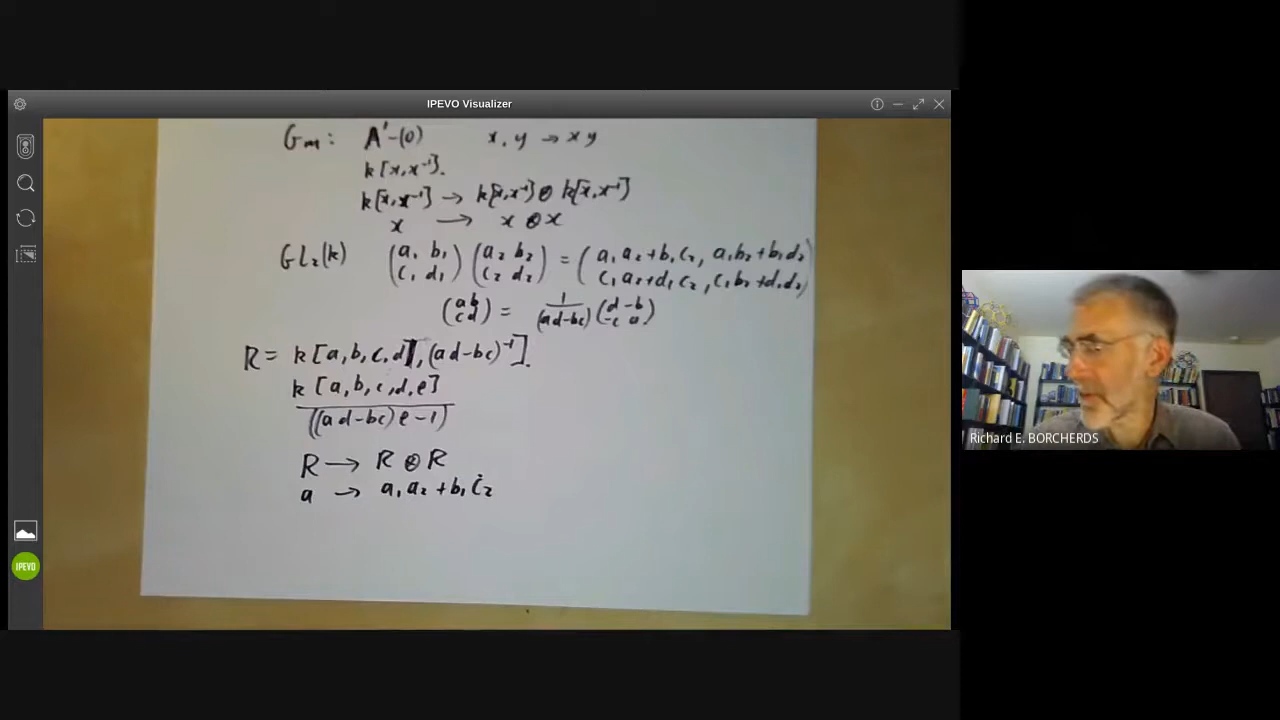 IPEVO Visualizer
Gm: A¹-(0) x, y → xy
k[x,x⁻¹].
k[x,x⁻¹] → k[x,x⁻¹] ⊗ k[x,x⁻¹]
x → x ⊗ x
GL₂(k) (a₁ b₁ / c₁ d₁)(a₂ b₂ / c₂ d₂) = (a₁a₂+b₁c₂, a₁b₂+b₁d₂ / c₁a₂+d₁c₂, c₁b₂+d₁d₂)
(a b / c d) = 1/(ad-bc) (d -b / -c a)
R = k[a,b,c,d], (ad-bc)⁻¹].
k[a,b,c,d,e]
((ad-bc)e-1)
R → R ⊗ R
a → a₁a₂+b₁c₂
Richard E. BORCHERDS
IPEVO